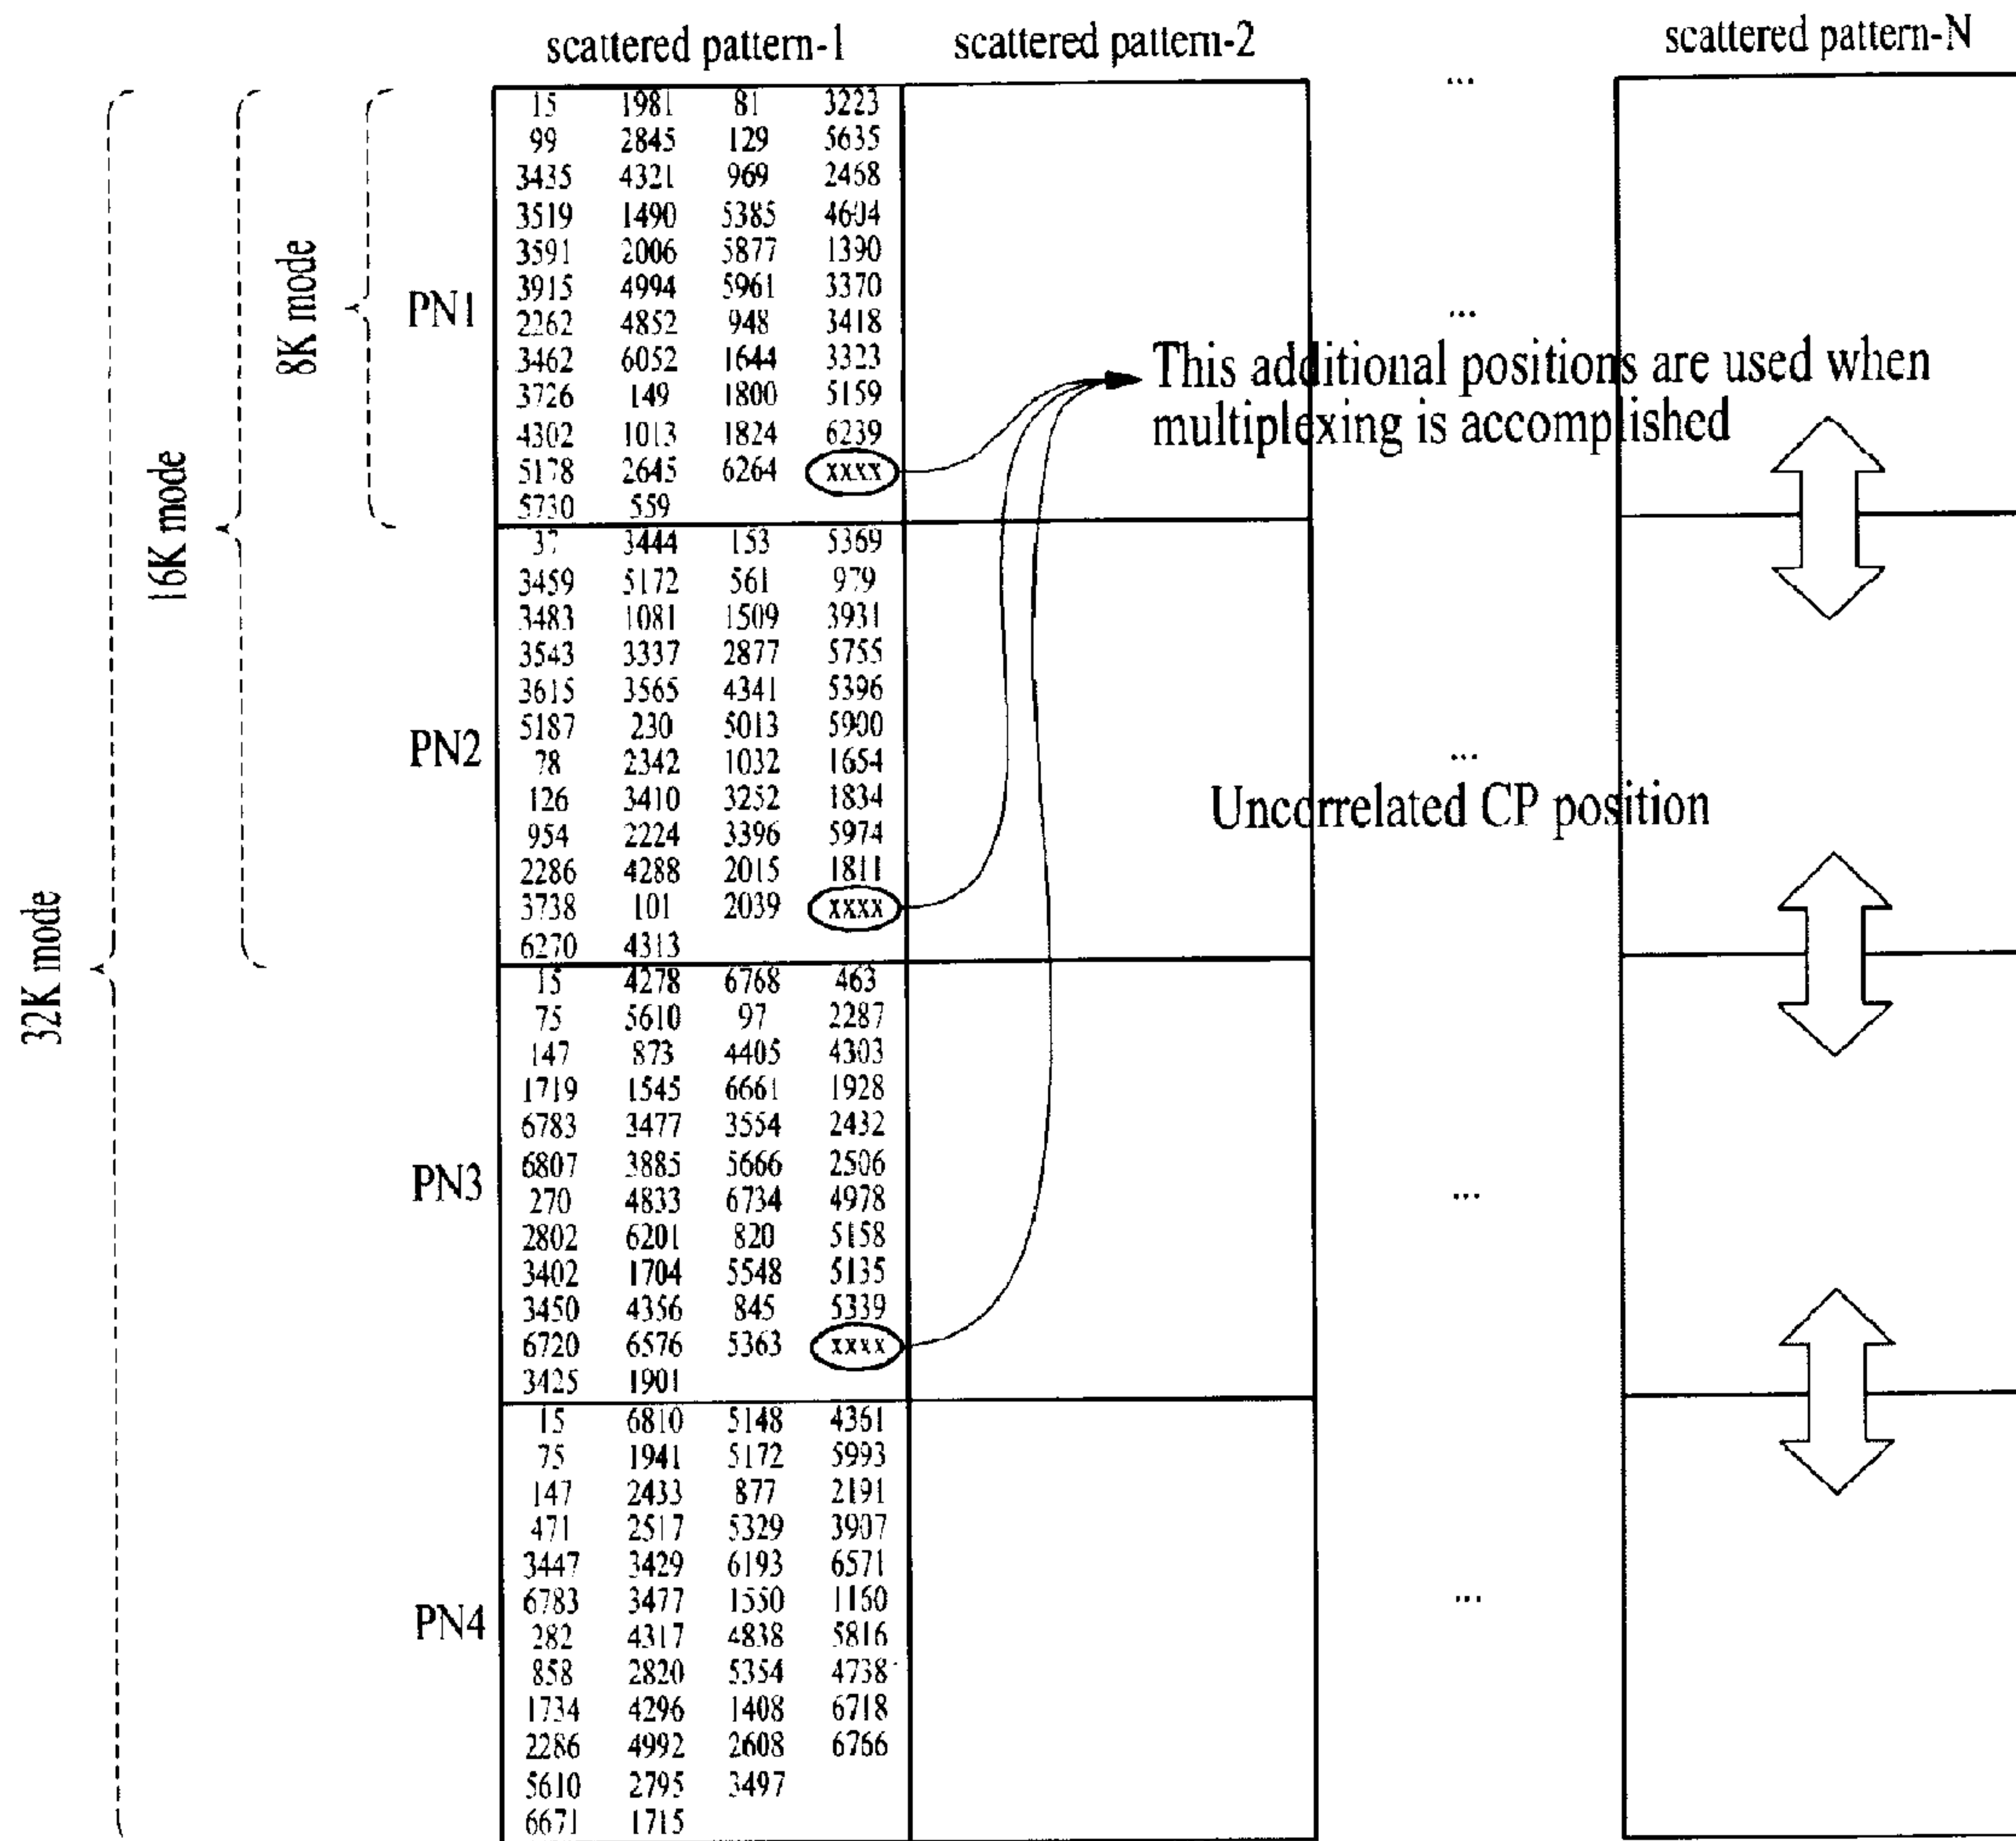 scattered pattern-1 scattered pattern-2 ... scattered pattern-N
32K mode
16K mode
8K mode
PN1
15 1981 81 3223
99 2845 129 5635
3435 4321 969 2468
3519 1490 5385 4604
3591 2006 5877 1390
3915 4994 5961 3370
2262 4852 948 3418
3462 6052 1644 3323
3726 149 1800 5159
4302 1013 1824 6239
5178 2645 6264 xxxx
5730 559
...
This additional positions are used when
multiplexing is accomplished
PN2
37 3444 153 5369
3459 5172 561 979
3483 1081 1509 3931
3543 3337 2877 5755
3615 3565 4341 5396
5187 230 5013 5900
78 2342 1032 1654
126 3410 3252 1834
954 2224 3396 5974
2286 4288 2015 1811
3738 101 2039 xxxx
6270 4313
...
Uncorrelated CP position
PN3
15 4278 6768 463
75 5610 97 2287
147 873 4405 4303
1719 1545 6661 1928
6783 3477 3554 2432
6807 3885 5666 2506
270 4833 6734 4978
2802 6201 820 5158
3402 1704 5548 5135
3450 4356 845 5339
6720 6576 5363 xxxx
3425 1901
...
PN4
15 6810 5148 4361
75 1941 5172 5993
147 2433 877 2191
471 2517 5329 3907
3447 3429 6193 6571
6783 3477 1550 1160
282 4317 4838 5816
858 2820 5354 4738
1734 4296 1408 6718
2286 4992 2608 6766
5610 2795 3497
6671 1715
...